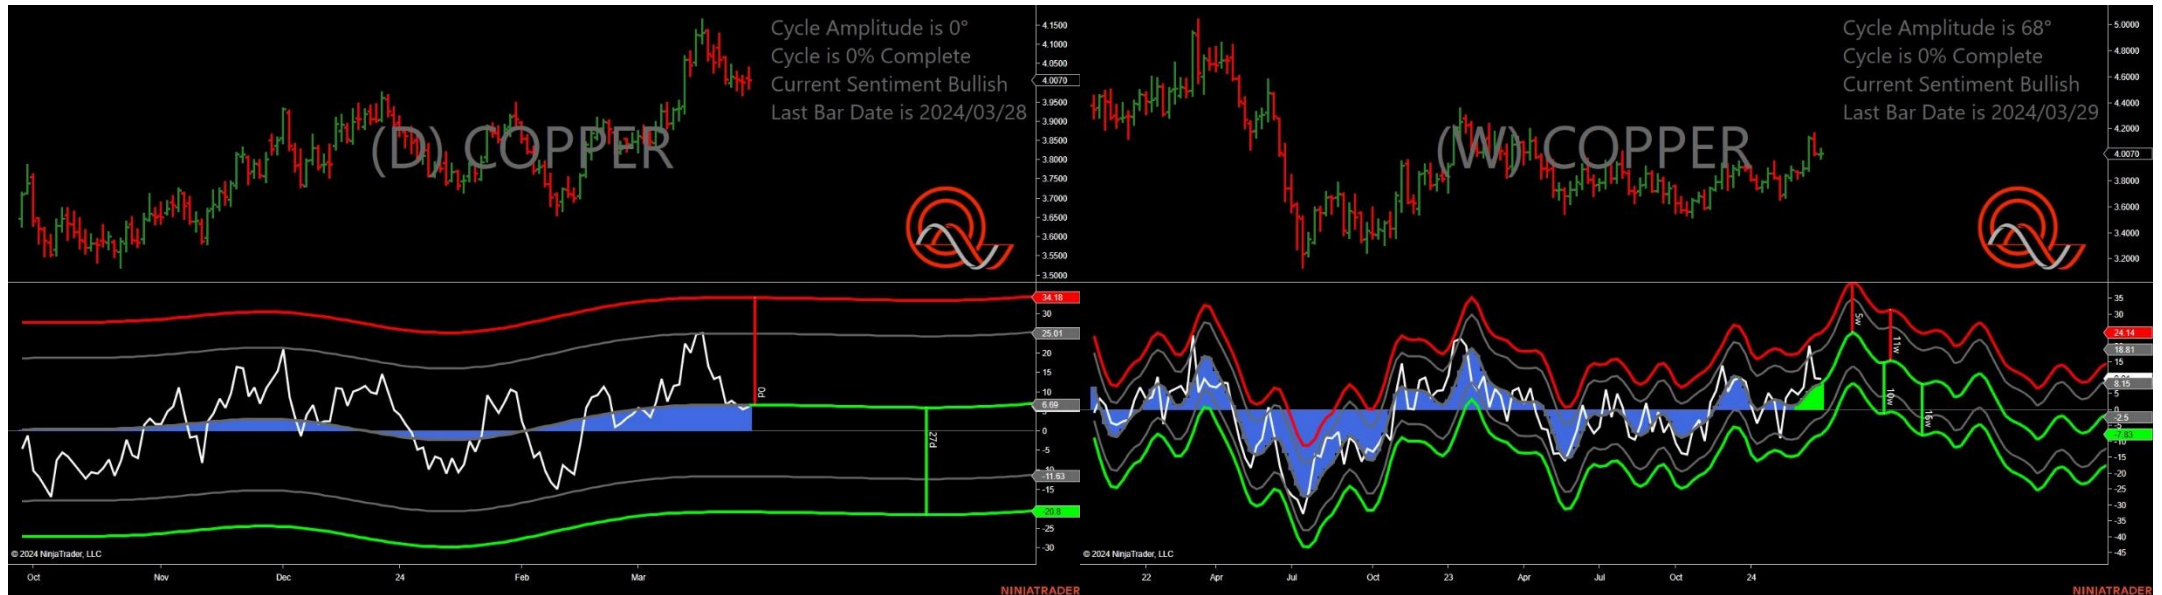 Cycle Amplitude is 0°
Cycle is 0% Complete
Current Sentiment Bullish
Last Bar Date is 2024/03/28
(D) COPPER
4.1500
4.1000
4.0500
4.0070
3.9500
3.9000
3.8500
3.8000
3.7500
3.7000
3.6500
3.6000
3.5500
3.5000
34.18
30
25.01
20
15
10
6.69
0
-5
-11.63
-15
-20.8
-25
-30
0d
27d
© 2024 NinjaTrader, LLC
Oct
Nov
Dec
24
Feb
Mar
NINJATRADER
Cycle Amplitude is 68°
Cycle is 0% Complete
Current Sentiment Bullish
Last Bar Date is 2024/03/29
(W) COPPER
5.0000
4.8000
4.6000
4.4000
4.2000
4.0070
3.8000
3.6000
3.4000
3.2000
35
30
24.14
18.81
15
8.15
5
0
-2.5
-7.83
-10
-15
-20
-25
-30
-35
-40
-45
5w
11w
10w
16w
© 2024 NinjaTrader, LLC
22
Apr
Jul
Oct
23
Apr
Jul
Oct
24
NINJATRADER